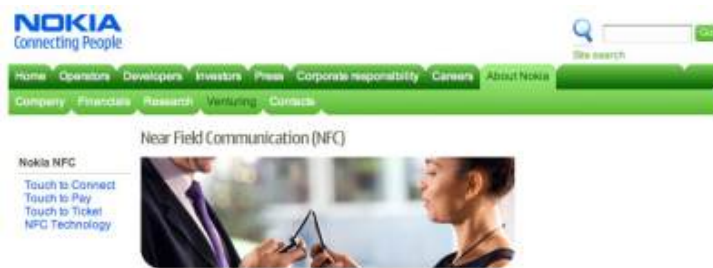 NOKIA
Connecting People
Go
Site search
Home Operators Developers Investors Press Corporate responsibility Careers About Nokia
Company Financials Research Venturing Contacts
Near Field Communication (NFC)
Nokia NFC
Touch to Connect
Touch to Pay
Touch to Ticket
NFC Technology